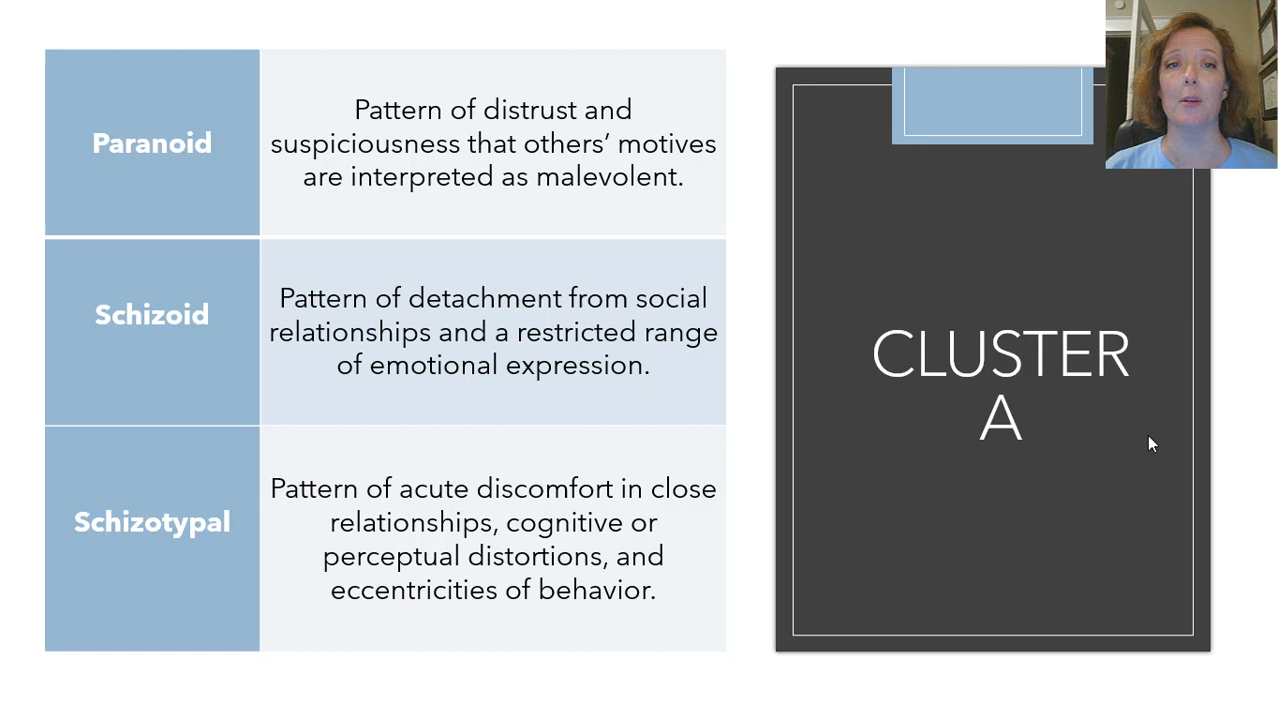 Paranoid
Pattern of distrust and
suspiciousness that others’ motives
are interpreted as malevolent.
Schizoid
Pattern of detachment from social
relationships and a restricted range
of emotional expression.
Schizotypal
Pattern of acute discomfort in close
relationships, cognitive or
perceptual distortions, and
eccentricities of behavior.
CLUSTER
A